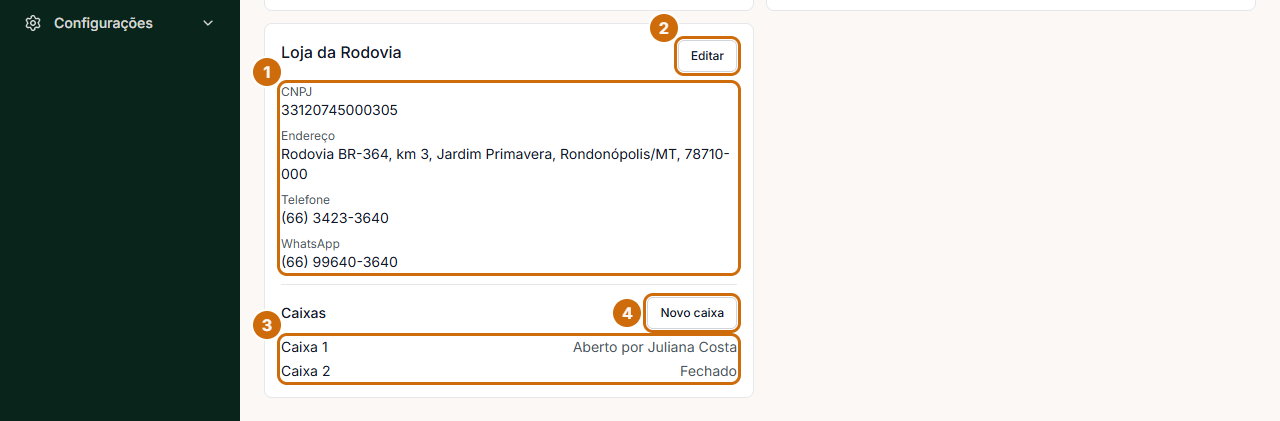 Configurações
2
Loja da Rodovia
Editar
1
CNPJ
33120745000305
Endereço
Rodovia BR-364, km 3, Jardim Primavera, Rondonópolis/MT, 78710-
000
Telefone
(66) 3423-3640
WhatsApp
(66) 99640-3640
Caixas
4
Novo caixa
3
Caixa 1 Aberto por Juliana Costa
Caixa 2 Fechado